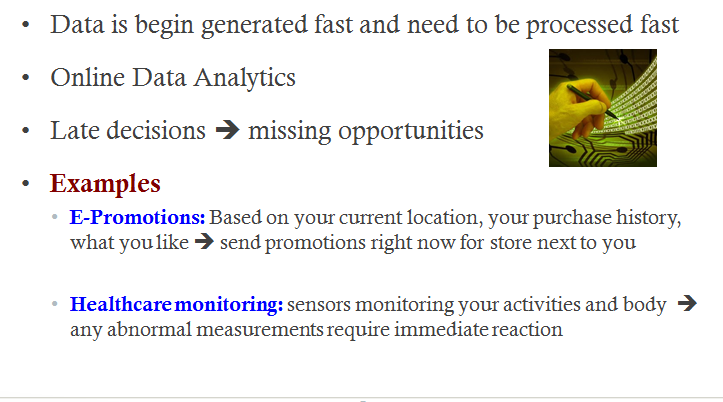 • Data is begin generated fast and need to be processed fast
• Online Data Analytics
• Late decisions ➔ missing opportunities
• Examples
• E-Promotions: Based on your current location, your purchase history,
what you like ➔ send promotions right now for store next to you
• Healthcare monitoring: sensors monitoring your activities and body ➔
any abnormal measurements require immediate reaction